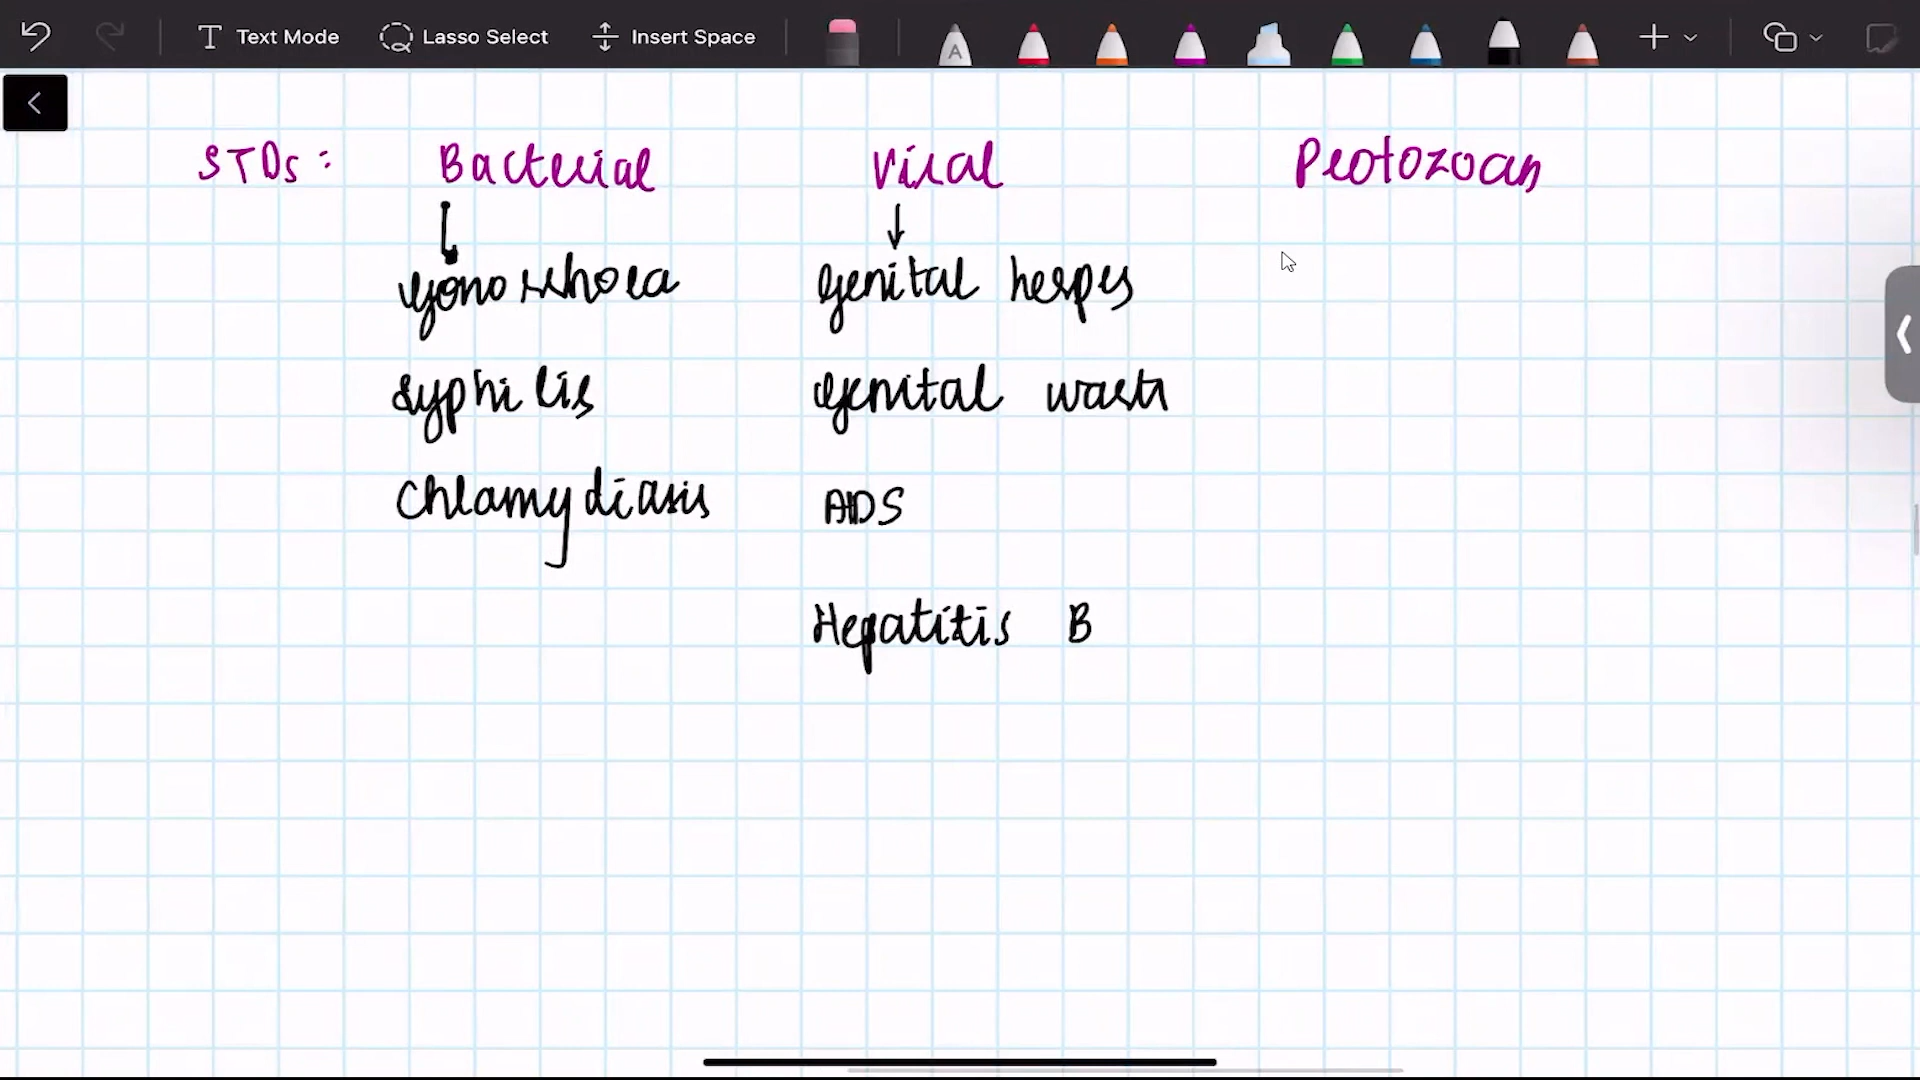 Text Mode Lasso Select Insert Space
A
STDs : Bacterial Viral Protozoan
Gonorrhoea Genital herpes
Syphilis Genital warts
Chlamydiasis AIDS
Hepatitis B